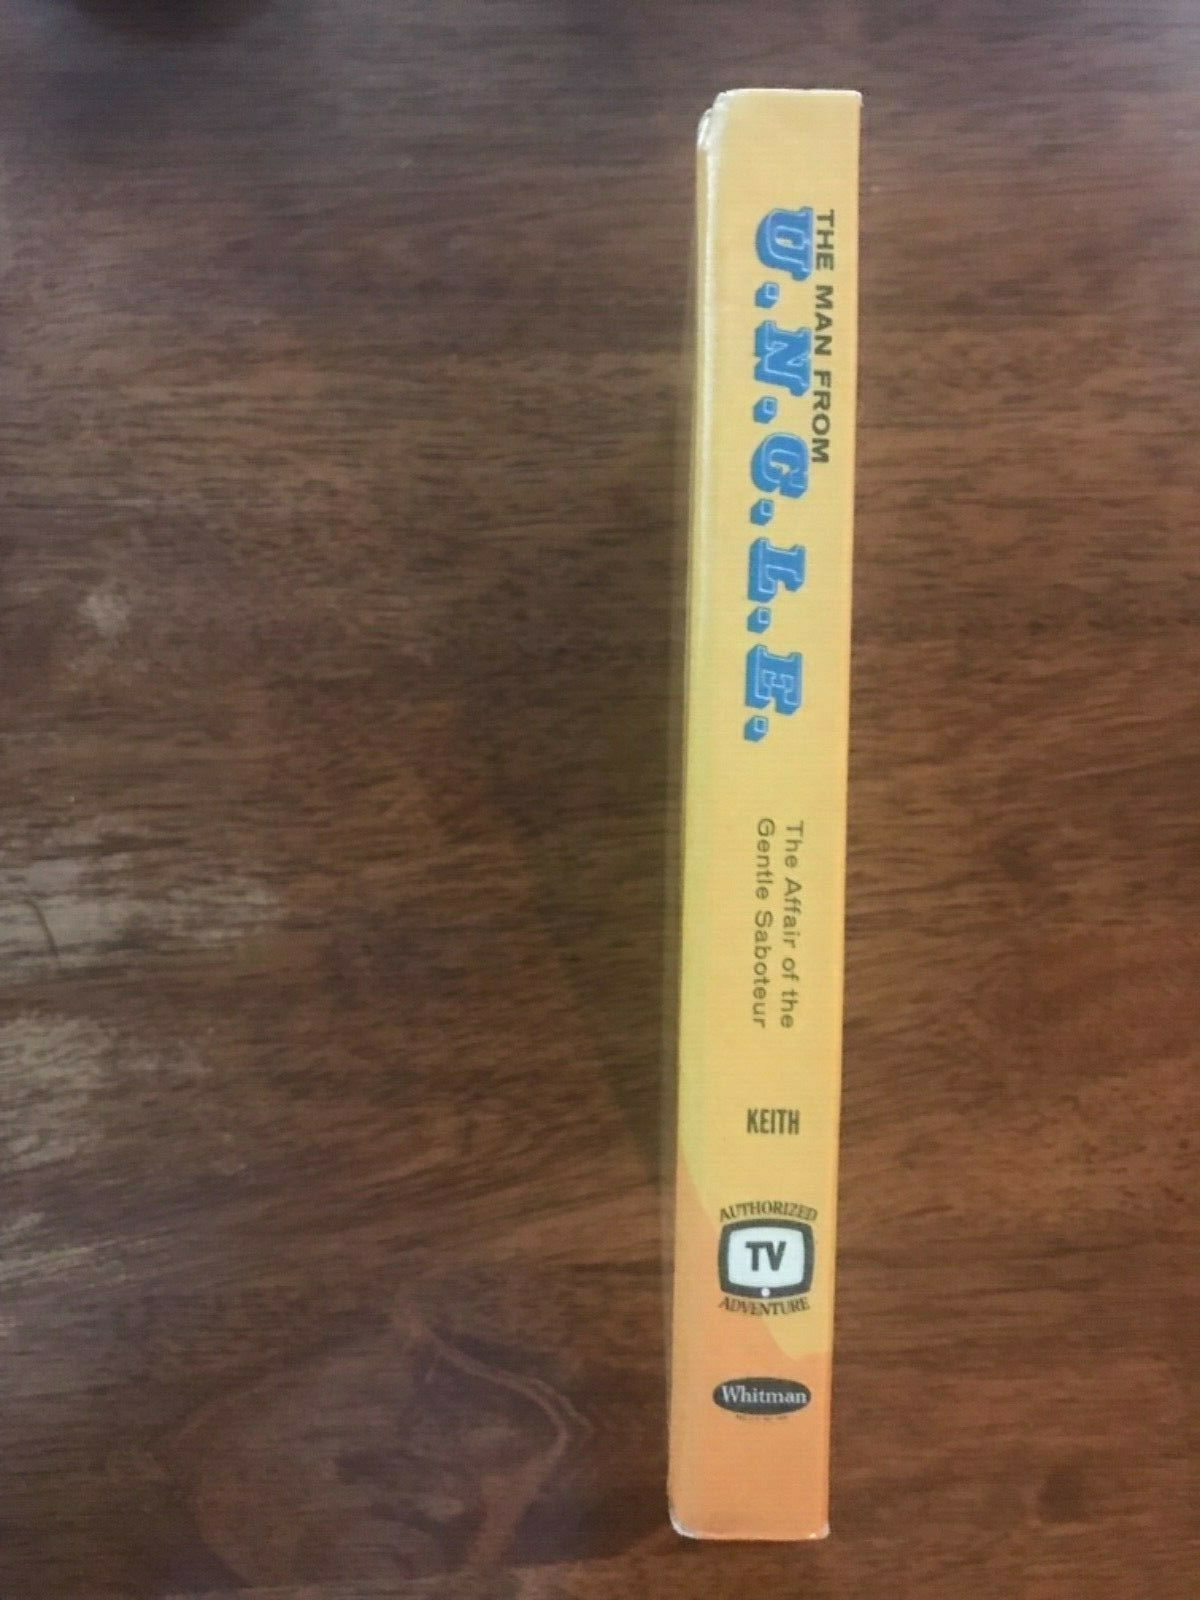 THE MAN FROM
U.N.C.L.E.
The Affair of the
Gentle Saboteur
KEITH
AUTHORIZED
TV
ADVENTURE
Whitman